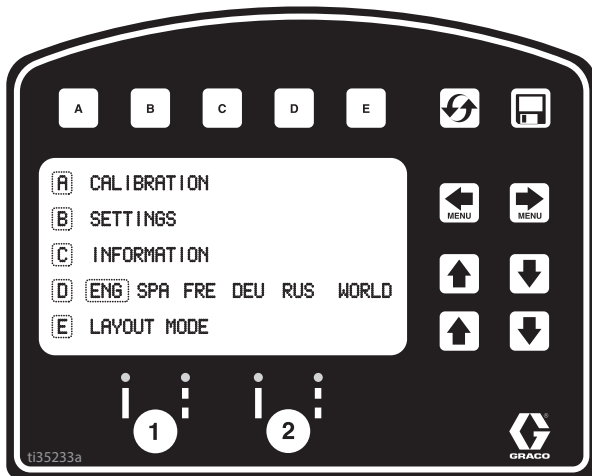 A B C D E
A CALIBRATION
B SETTINGS
C INFORMATION
D ENG SPA FRE DEU RUS WORLD
E LAYOUT MODE
MENU MENU
1 2
ti35233a
G
GRACO